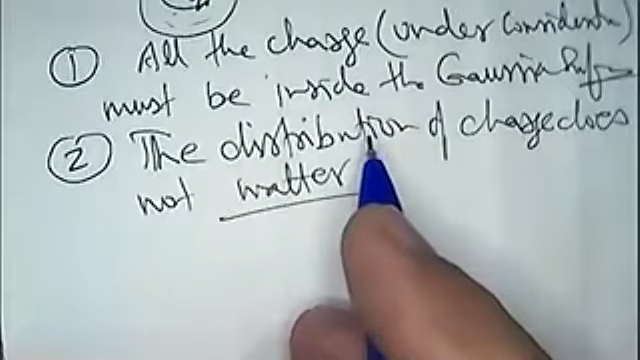 ① All the charge (under Consideratn)
must be inside the Gaussian Surface
② The distribution of charge does
not matter